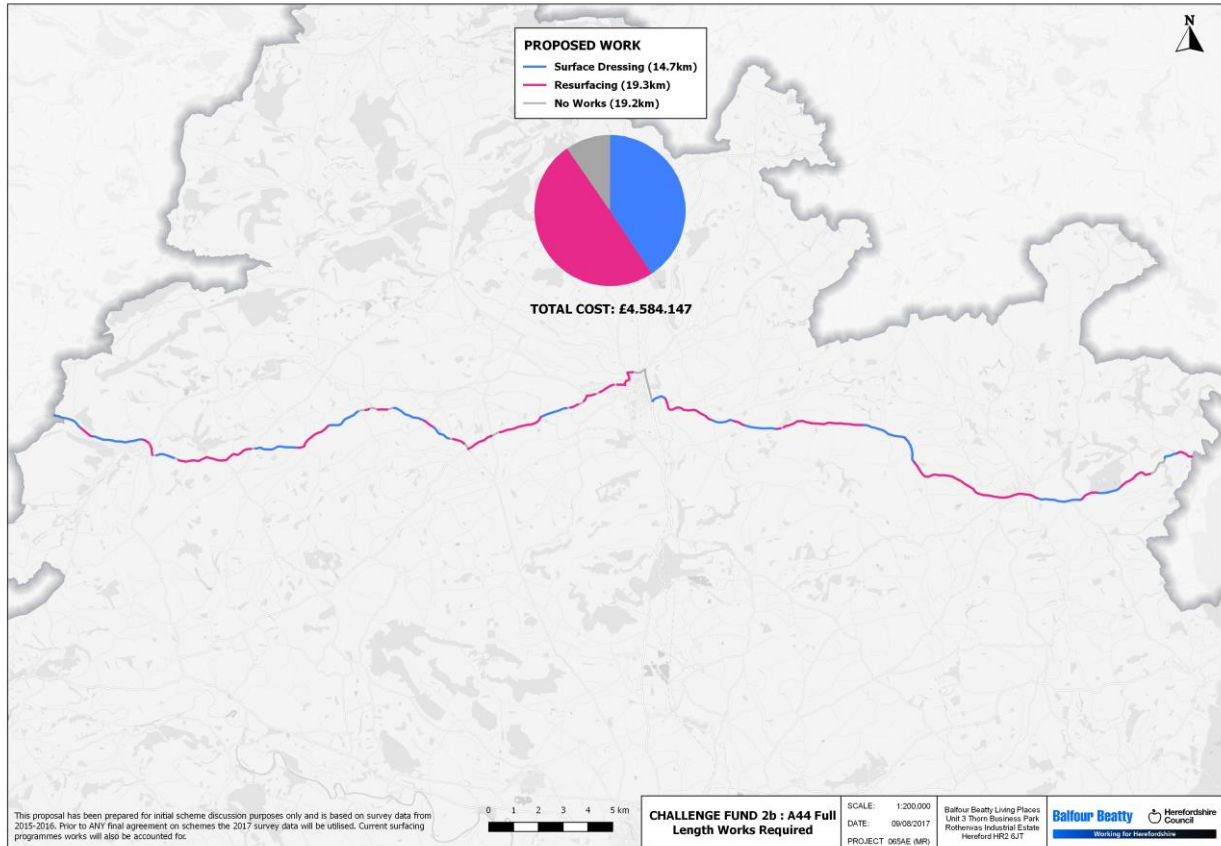 PROPOSED WORK
Surface Dressing (14.7km)
Resurfacing (19.3km)
No Works (19.2km)
N
TOTAL COST: £4.584.147
This proposal has been prepared for initial scheme discussion purposes only and is based on survey data from
2015-2016. Prior to ANY final agreement on schemes the 2017 survey data will be utilised. Current surfacing
programmes works will also be accounted for.
0 1 2 3 4 5 km
CHALLENGE FUND 2b : A44 Full
Length Works Required
SCALE: 1:200.000
DATE: 09/08/2017
PROJECT 065AE (MR)
Balfour Beatty Living Places
Unit 3 Thorn Business Park
Rotherwas Industrial Estate
Hereford HR2 6JT
Balfour Beatty
Herefordshire
Council
Working for Herefordshire